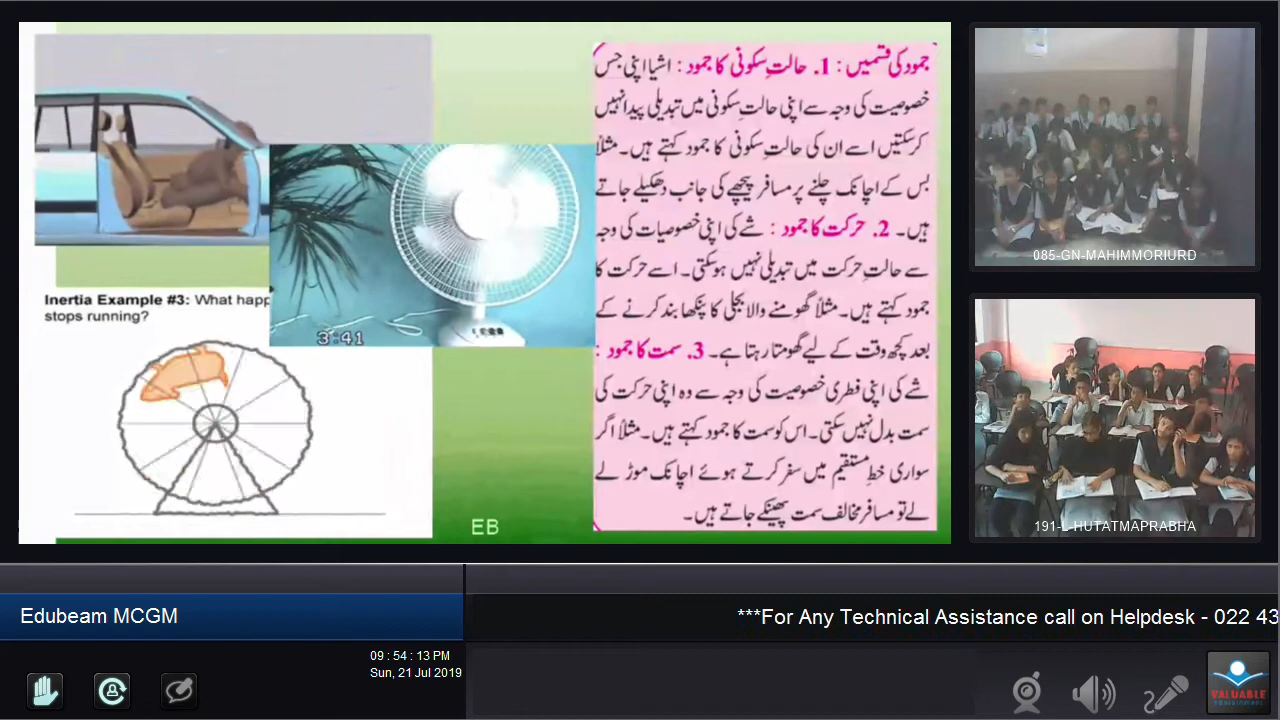 جمود کی قسمیں : 1. حالتِ سکونی کا جمود : اشیا اپنی جس
خصوصیت کی وجہ سے اپنی حالتِ سکونی میں تبدیلی پیدا نہیں
کرسکتیں اسے ان کی حالتِ سکونی کا جمود کہتے ہیں۔ مثلاً
بس کے اچانک چلنے پر مسافر پیچھے کی جانب دھکیلے جاتے
ہیں۔ 2. حرکت کا جمود : شے کی اپنی خصوصیات کی وجہ
سے حالتِ حرکت میں تبدیلی نہیں ہوسکتی۔ اسے حرکت کا
جمود کہتے ہیں۔ مثلاً گھومنے والا بجلی کا پنکھا بند کرنے کے
بعد کچھ وقت کے لیے گھومتا رہتا ہے۔ 3. سمت کا جمود :
شے کی اپنی فطری خصوصیت کی وجہ سے وہ اپنی حرکت کی
سمت بدل نہیں سکتی۔ اس کو سمت کا جمود کہتے ہیں۔ مثلاً اگر
سواری خطِ مستقیم میں سفر کرتے ہوئے اچانک موڑ لے
لے تو مسافر مخالف سمت پھینکے جاتے ہیں۔
Inertia Example #3: What happ
stops running?
3:41
EB
085-GN-MAHIMMORIURD
191-L-HUTATMAPRABHA
Edubeam MCGM
***For Any Technical Assistance call on Helpdesk - 022 43
09 : 54 : 13 PM
Sun, 21 Jul 2019
VALUABLE